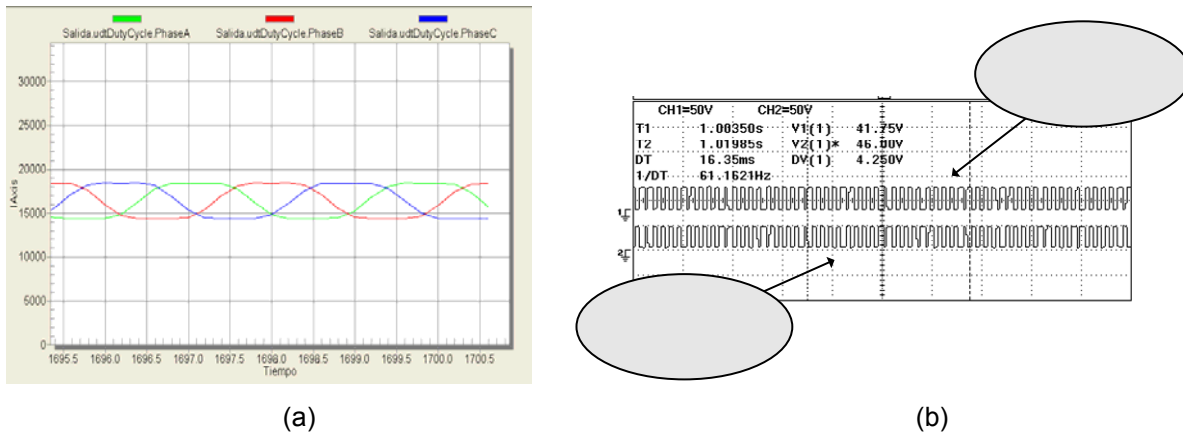 Salida.udtDutyCycle.PhaseA Salida.udtDutyCycle.PhaseB Salida.udtDutyCycle.PhaseC
30000
25000
20000
15000
10000
5000
0
1Axis
1695.5 1696.0 1696.5 1697.0 1697.5 1698.0 1698.5 1699.0 1699.5 1700.0 1700.5
Tiempo
(a)
CH1=50V CH2=50V
T1 1.00350s V1(1) 41.75V
T2 1.01985s V2(1)* 46.00V
DT 16.35ms DV(1) 4.250V
1/DT 61.1621Hz
1
2
(b)